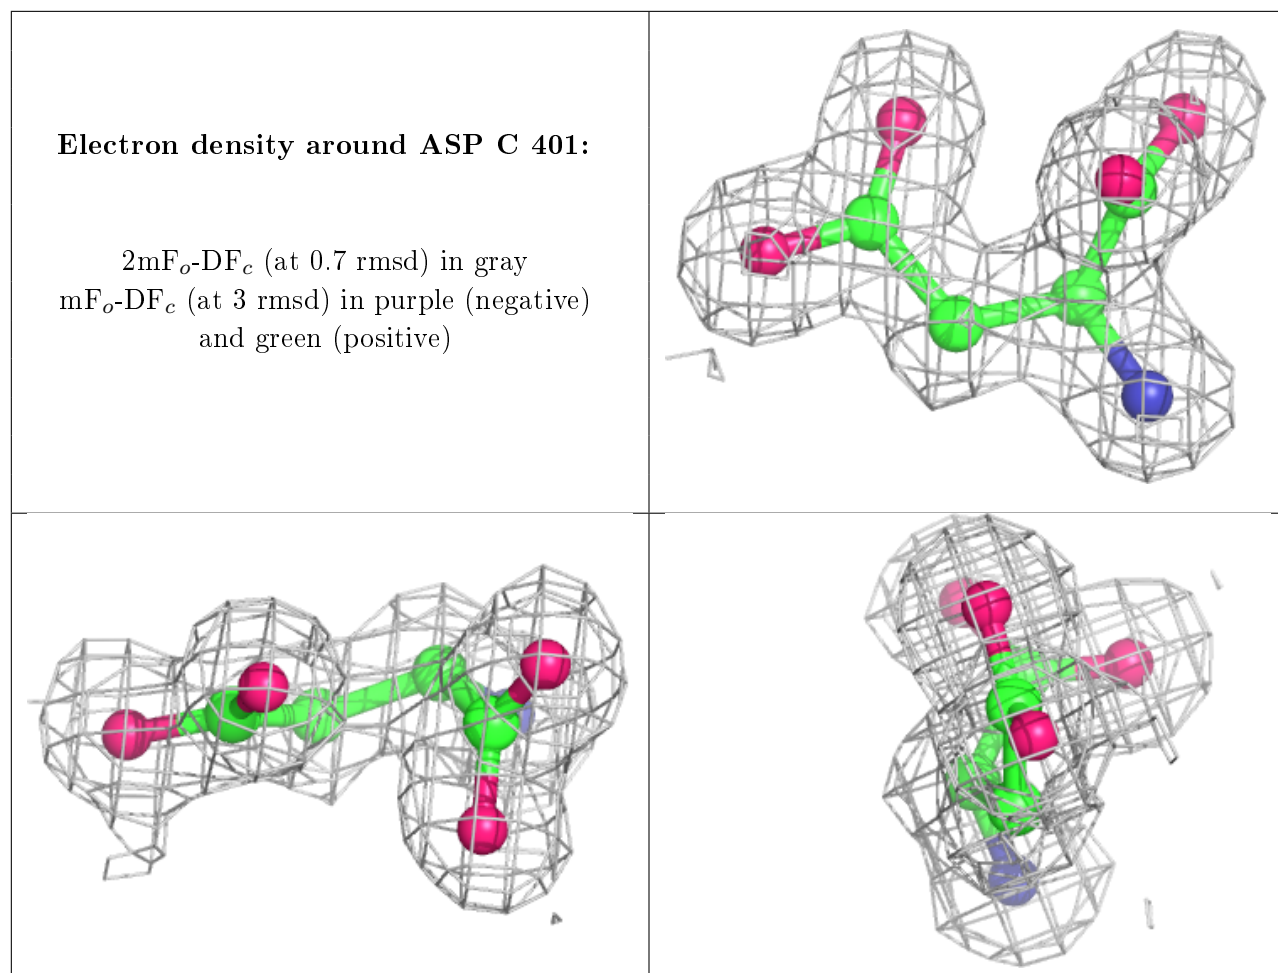 Electron density around ASP C 401:
2mFₒ-DF𝒸 (at 0.7 rmsd) in gray
mFₒ-DF𝒸 (at 3 rmsd) in purple (negative)
and green (positive)